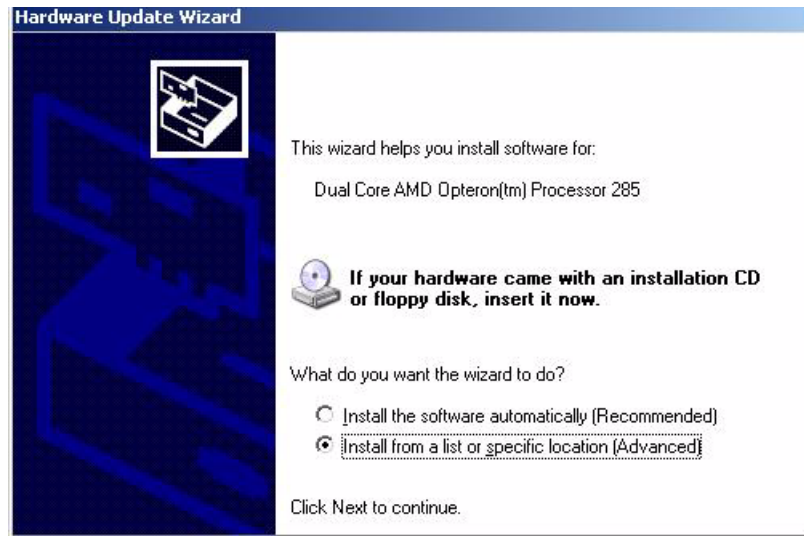 Hardware Update Wizard
This wizard helps you install software for:
Dual Core AMD Opteron(tm) Processor 285
If your hardware came with an installation CD
or floppy disk, insert it now.
What do you want the wizard to do?
Install the software automatically (Recommended)
Install from a list or specific location (Advanced)
Click Next to continue.